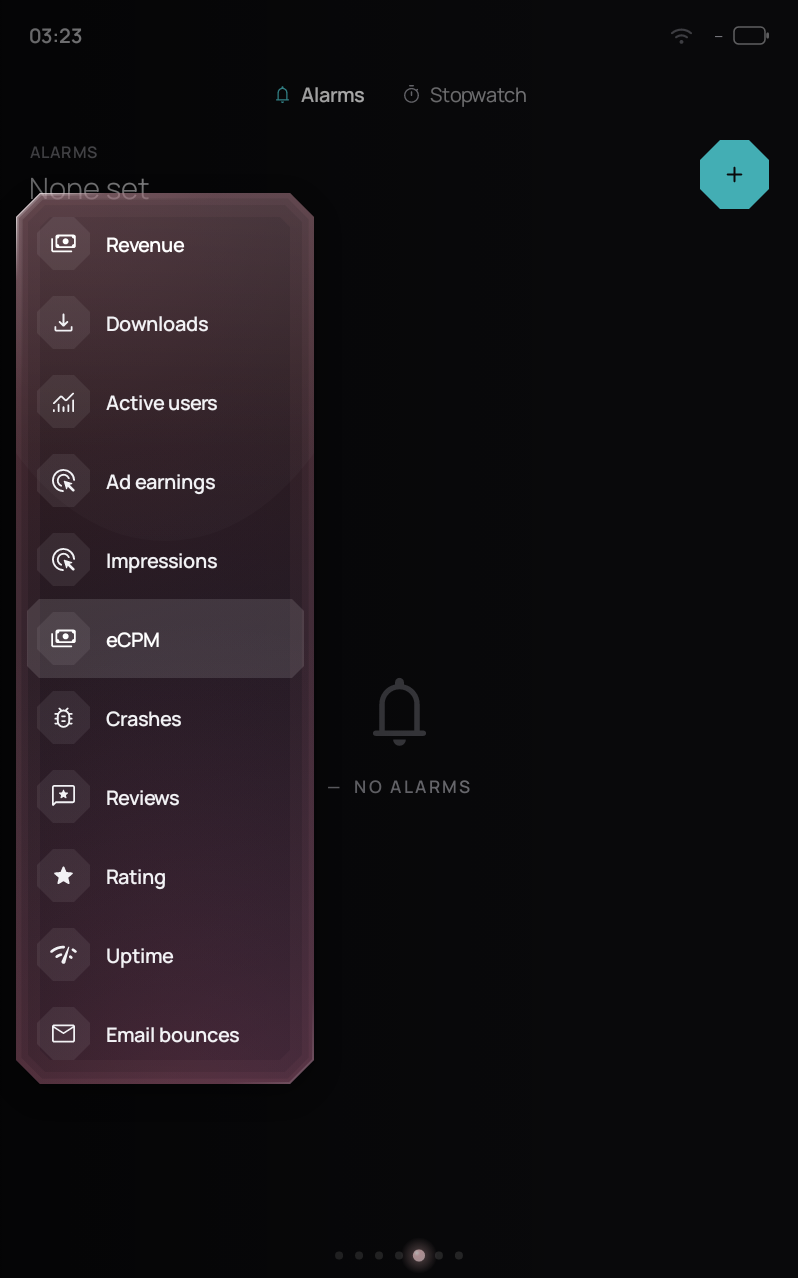 03:23
–
Alarms
Stopwatch
ALARMS
None set
+
Revenue
Downloads
Active users
Ad earnings
Impressions
eCPM
Crashes
Reviews
Rating
Uptime
Email bounces
— NO ALARMS